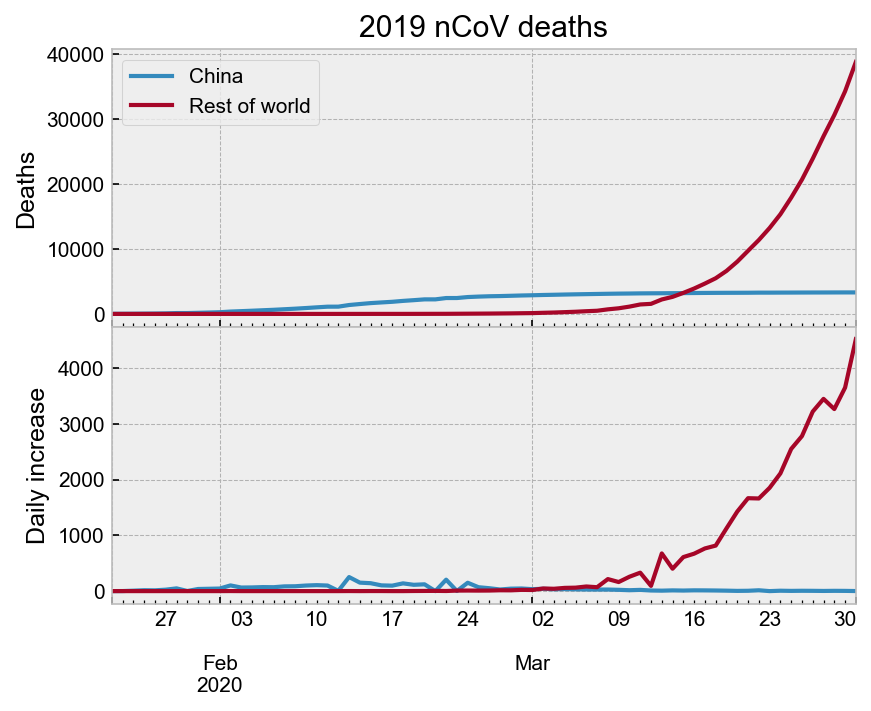 2019 nCoV deaths
40000
30000
20000
10000
0
Deaths
China
Rest of world
4000
3000
2000
1000
0
Daily increase
27 03 10 17 24 02 09 16 23 30
Feb Mar
2020